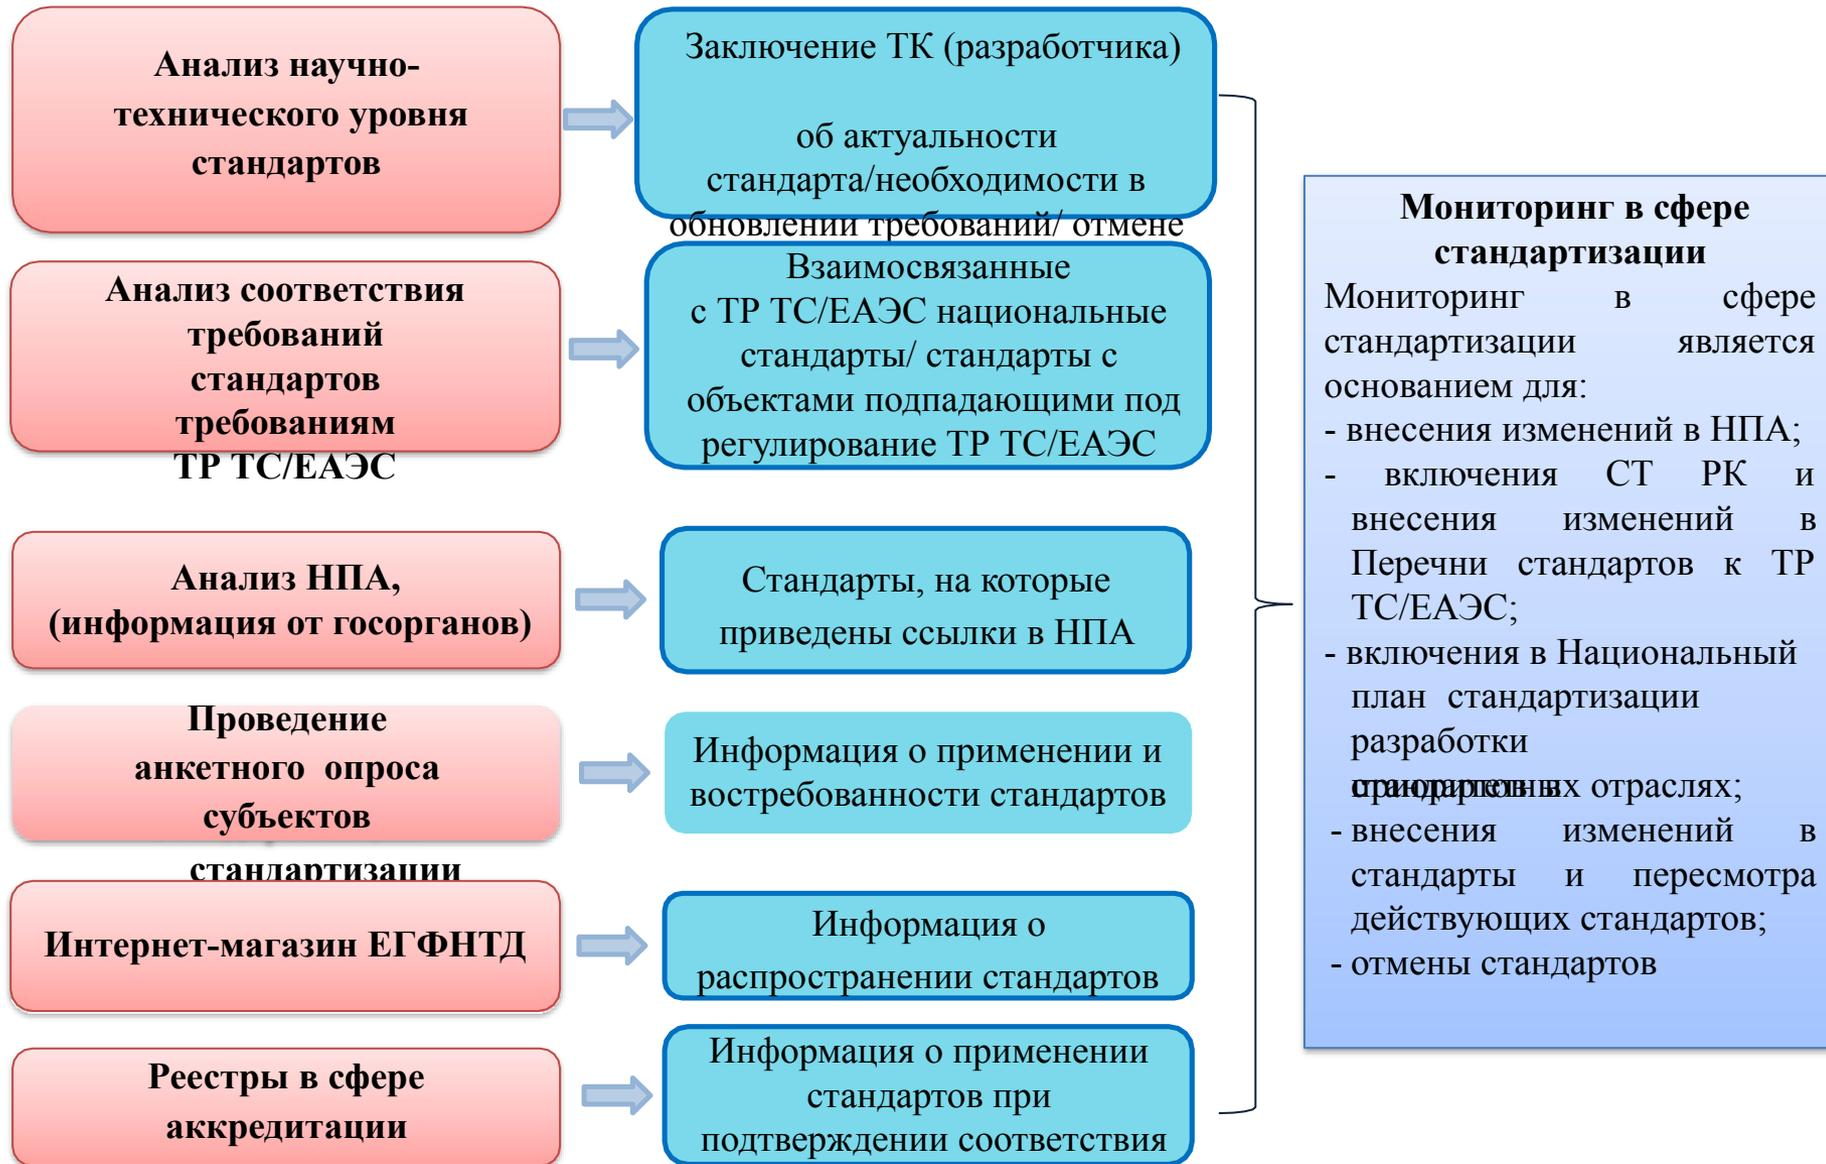 Анализ научно-
технического уровня
стандартов
Заключение ТК (разработчика)
об актуальности
стандарта/необходимости в
обновлении требований/ отмене
Анализ соответствия
требований
стандартов
требованиям
ТР ТС/ЕАЭС
Взаимосвязанные
с ТР ТС/ЕАЭС национальные
стандарты/ стандарты с
объектами подпадающими под
регулирование ТР ТС/ЕАЭС
Анализ НПА,
(информация от госорганов)
Стандарты, на которые
приведены ссылки в НПА
Проведение
анкетного опроса
субъектов
стандартизации
Информация о применении и
востребованности стандартов
Интернет-магазин ЕГФНТД
Информация о
распространении стандартов
Реестры в сфере
аккредитации
Информация о применении
стандартов при
подтверждении соответствия
Мониторинг в сфере
стандартизации
Мониторинг в сфере
стандартизации является
основанием для:
- внесения изменений в НПА;
- включения СТ РК и
внесения изменений в
Перечни стандартов к ТР
ТС/ЕАЭС;
- включения в Национальный
план стандартизации
разработки
стандартов в
приоритетных отраслях;
- внесения изменений в
стандарты и пересмотра
действующих стандартов;
- отмены стандартов